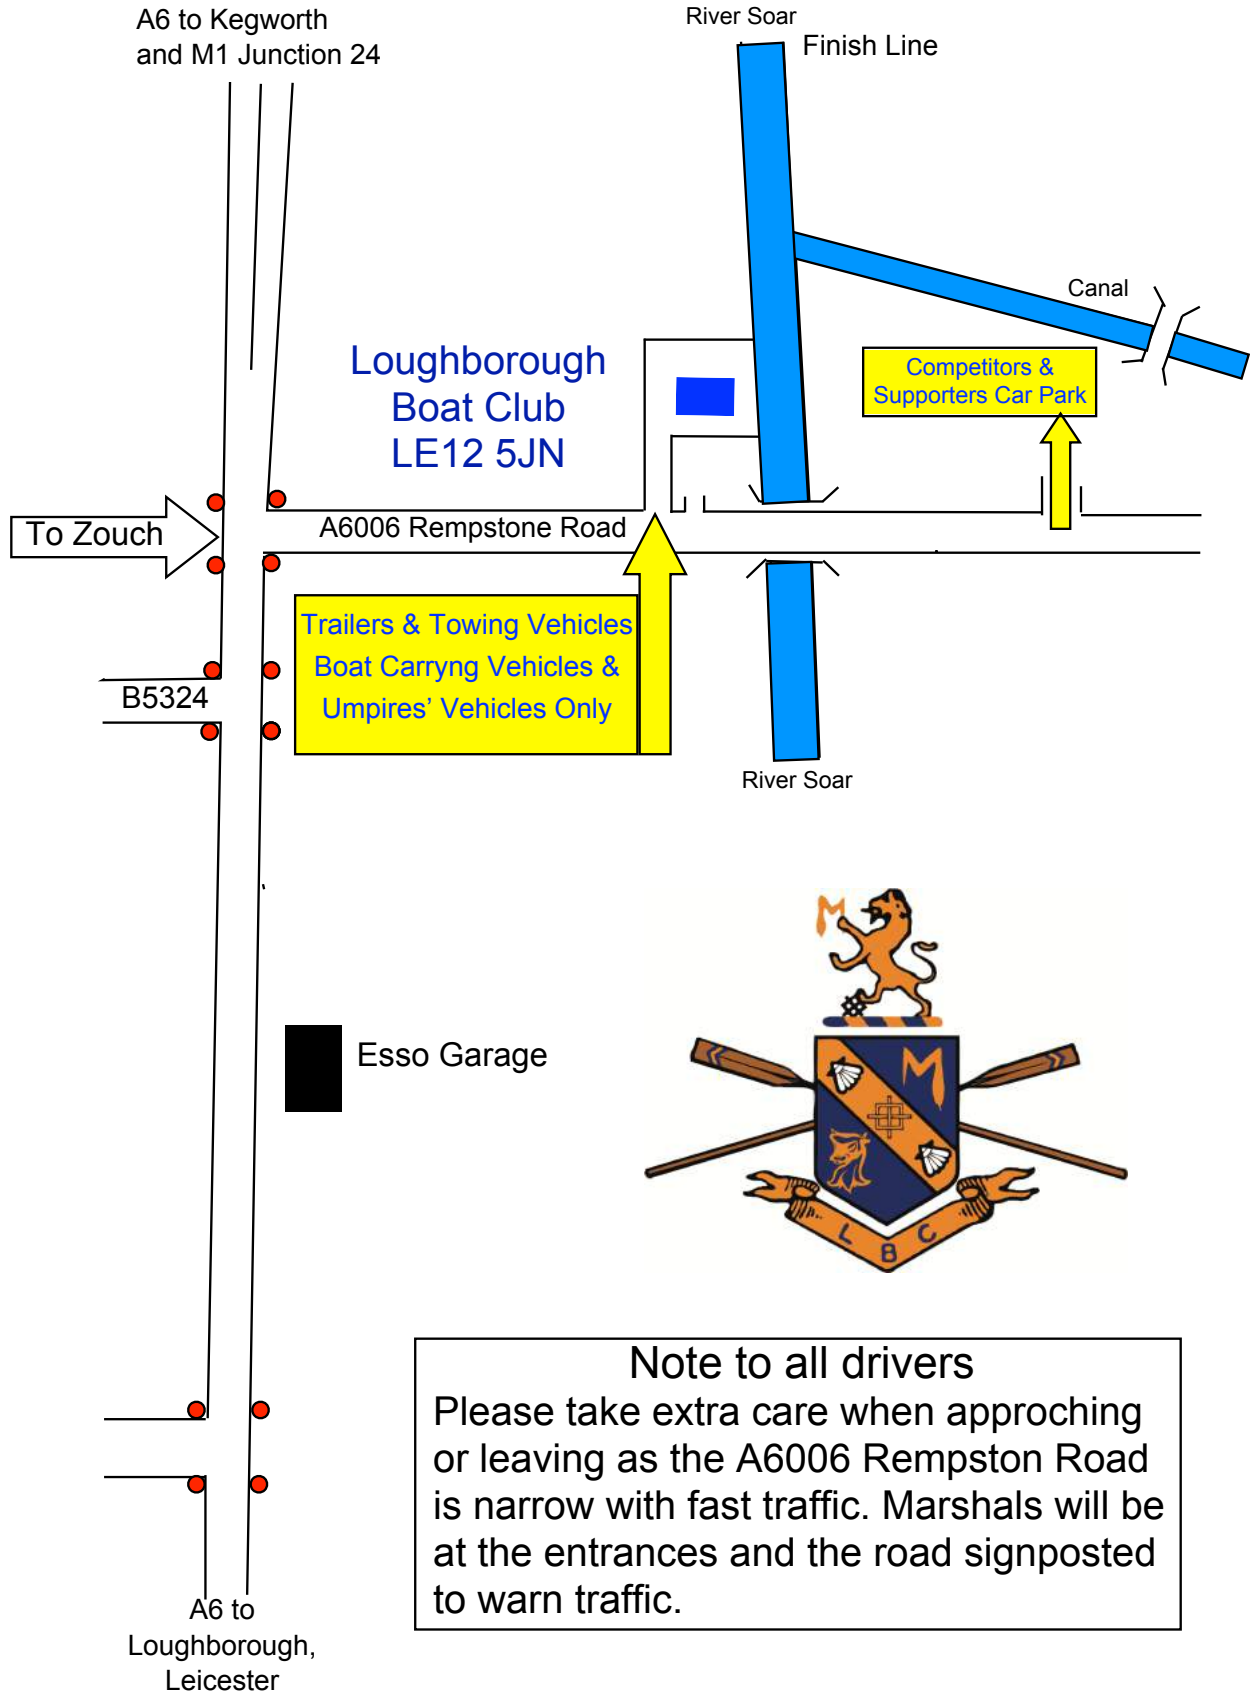 A6 to Kegworth
and M1 Junction 24
River Soar
Finish Line
Canal
Loughborough
Boat Club
LE12 5JN
Competitors &
Supporters Car Park
To Zouch
A6006 Rempstone Road
Trailers & Towing Vehicles
Boat Carryng Vehicles &
Umpires’ Vehicles Only
B5324
River Soar
M
Esso Garage
M
L B C
Note to all drivers
Please take extra care when approching
or leaving as the A6006 Rempston Road
is narrow with fast traffic. Marshals will be
at the entrances and the road signposted
to warn traffic.
A6 to
Loughborough,
Leicester